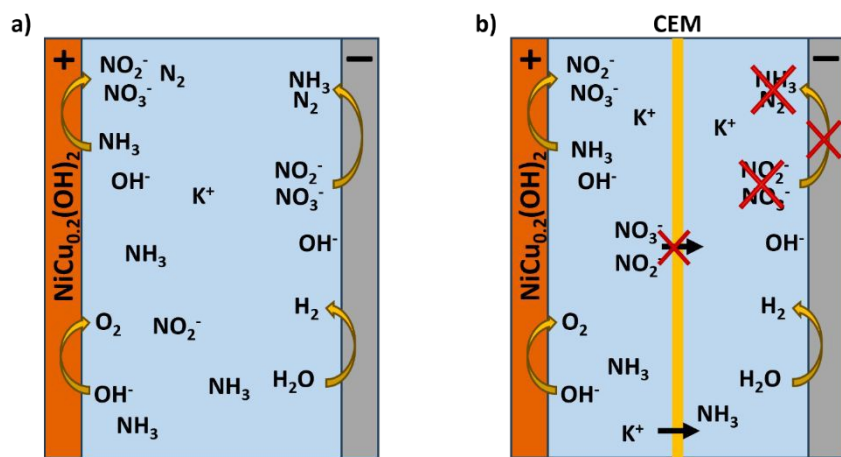 a)
+
−
NiCu0.2(OH)2
NO2-
N2
NO3-
NH3
OH-
K+
NH3
N2
NO2-
NO3-
OH-
NH3
O2
NO2-
H2
OH-
NH3
H2O
NH3
b)
CEM
+
−
NiCu0.2(OH)2
NO2-
NO3-
NH3
OH-
K+
K+
NH3
N2
NO2-
NO3-
NO3-
NO2-
OH-
O2
H2
NH3
OH-
H2O
K+
NH3